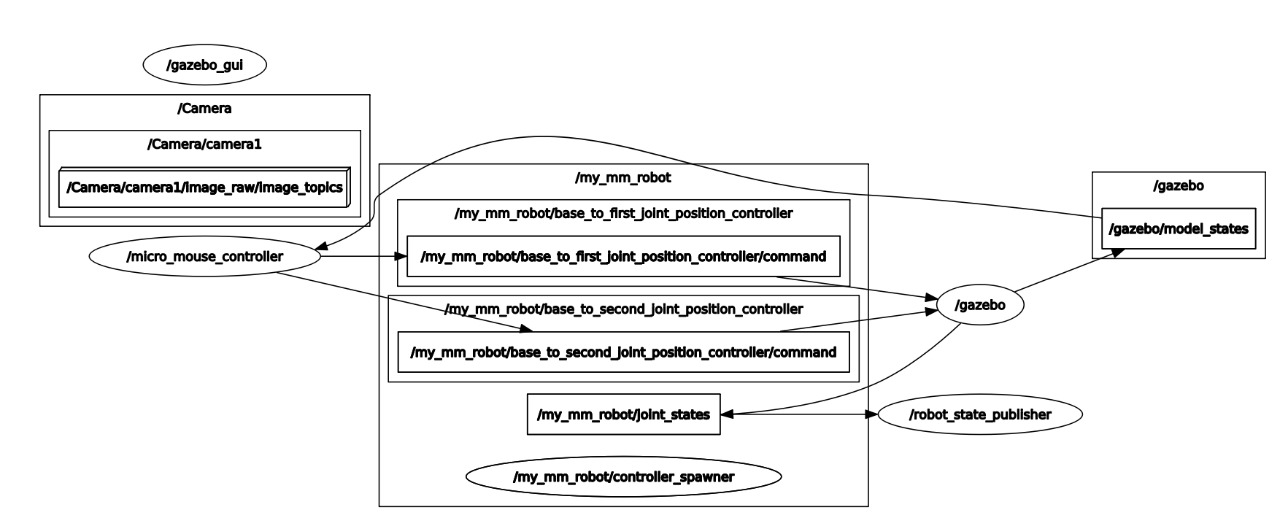 /gazebo_gui
/Camera
/Camera/camera1
/Camera/camera1/image_raw/image_topics
/micro_mouse_controller
/my_mm_robot
/my_mm_robot/base_to_first_joint_position_controller
/my_mm_robot/base_to_first_joint_position_controller/command
/my_mm_robot/base_to_second_joint_position_controller
/my_mm_robot/base_to_second_joint_position_controller/command
/my_mm_robot/joint_states
/my_mm_robot/controller_spawner
/gazebo
/gazebo/model_states
/gazebo
/robot_state_publisher